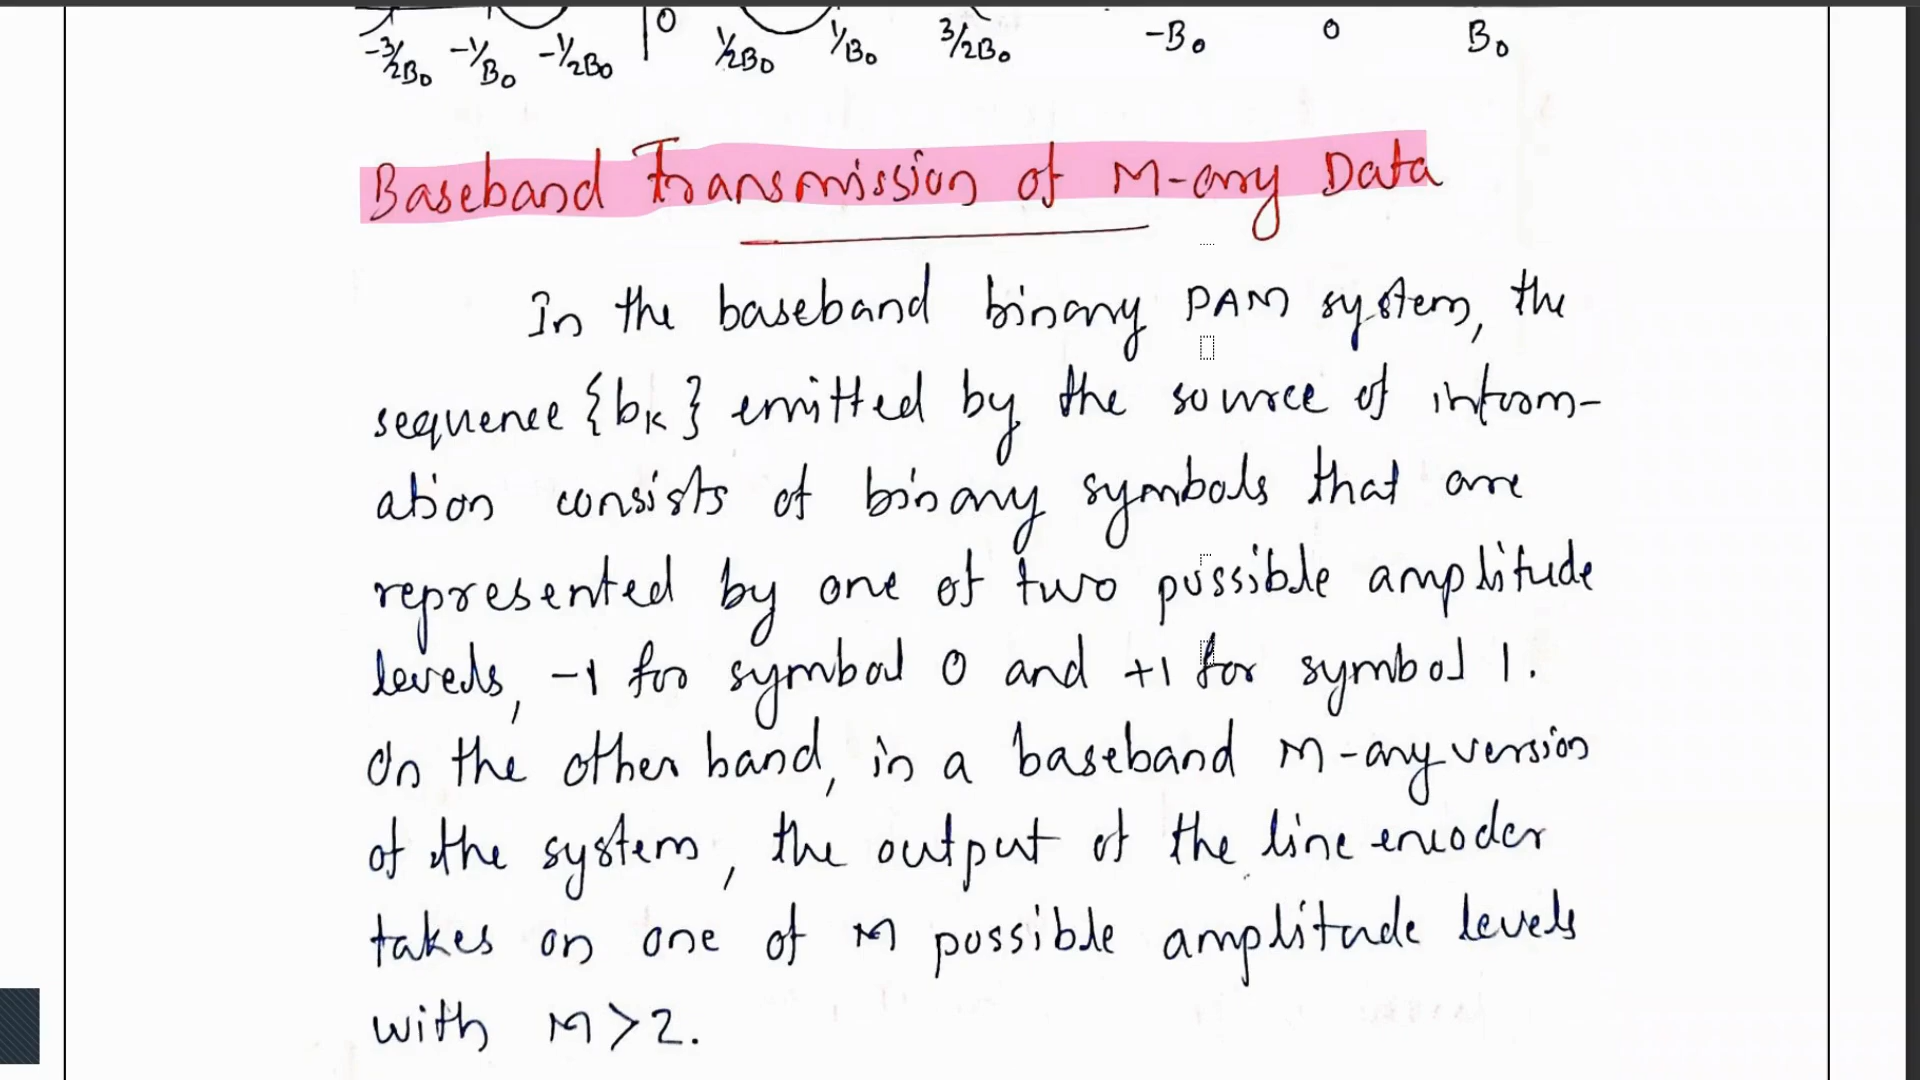 -3/2B0 -1/B0 -1/2B0 0 1/2B0 1/B0 3/2B0 -B0 0 B0
Baseband Transmission of M-ary Data
In the baseband binary PAM system, the
sequence {bk} emitted by the source of inform-
ation consists of binary symbols that are
represented by one of two possible amplitude
levels, -1 for symbol 0 and +1 for symbol 1.
On the other hand, in a baseband M-ary version
of the system, the output of the line encoder
takes on one of M possible amplitude levels
with M>2.